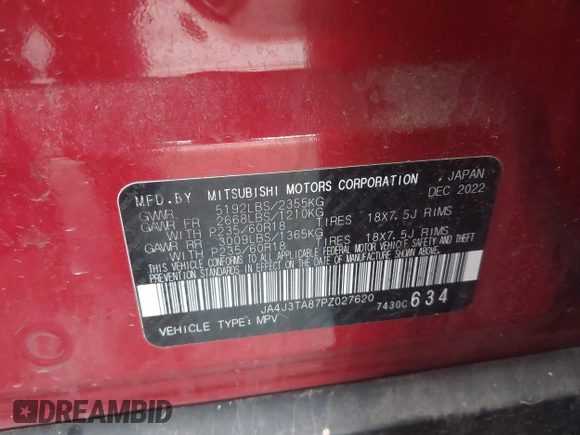 MFD.BY MITSUBISHI MOTORS CORPORATION, JAPAN
GVWR 5192LBS/2355KG DEC 2022
GAWR FR 2668LBS/1210KG
WITH P235/60R18 TIRES 18X7.5J RIMS
GAWR RR 3009LBS/1365KG
WITH P235/60R18 TIRES 18X7.5J RIMS
THIS VEHICLE CONFORMS TO ALL APPLICABLE FEDERAL MOTOR VEHICLE SAFETY, BUMPER, AND THEFT
PREVENTION STANDARDS IN EFFECT ON THE DATE OF MANUFACTURE SHOWN ABOVE.
JA4J3TA87PZ027620 7430C 634
VEHICLE TYPE: MPV
DREAMBID